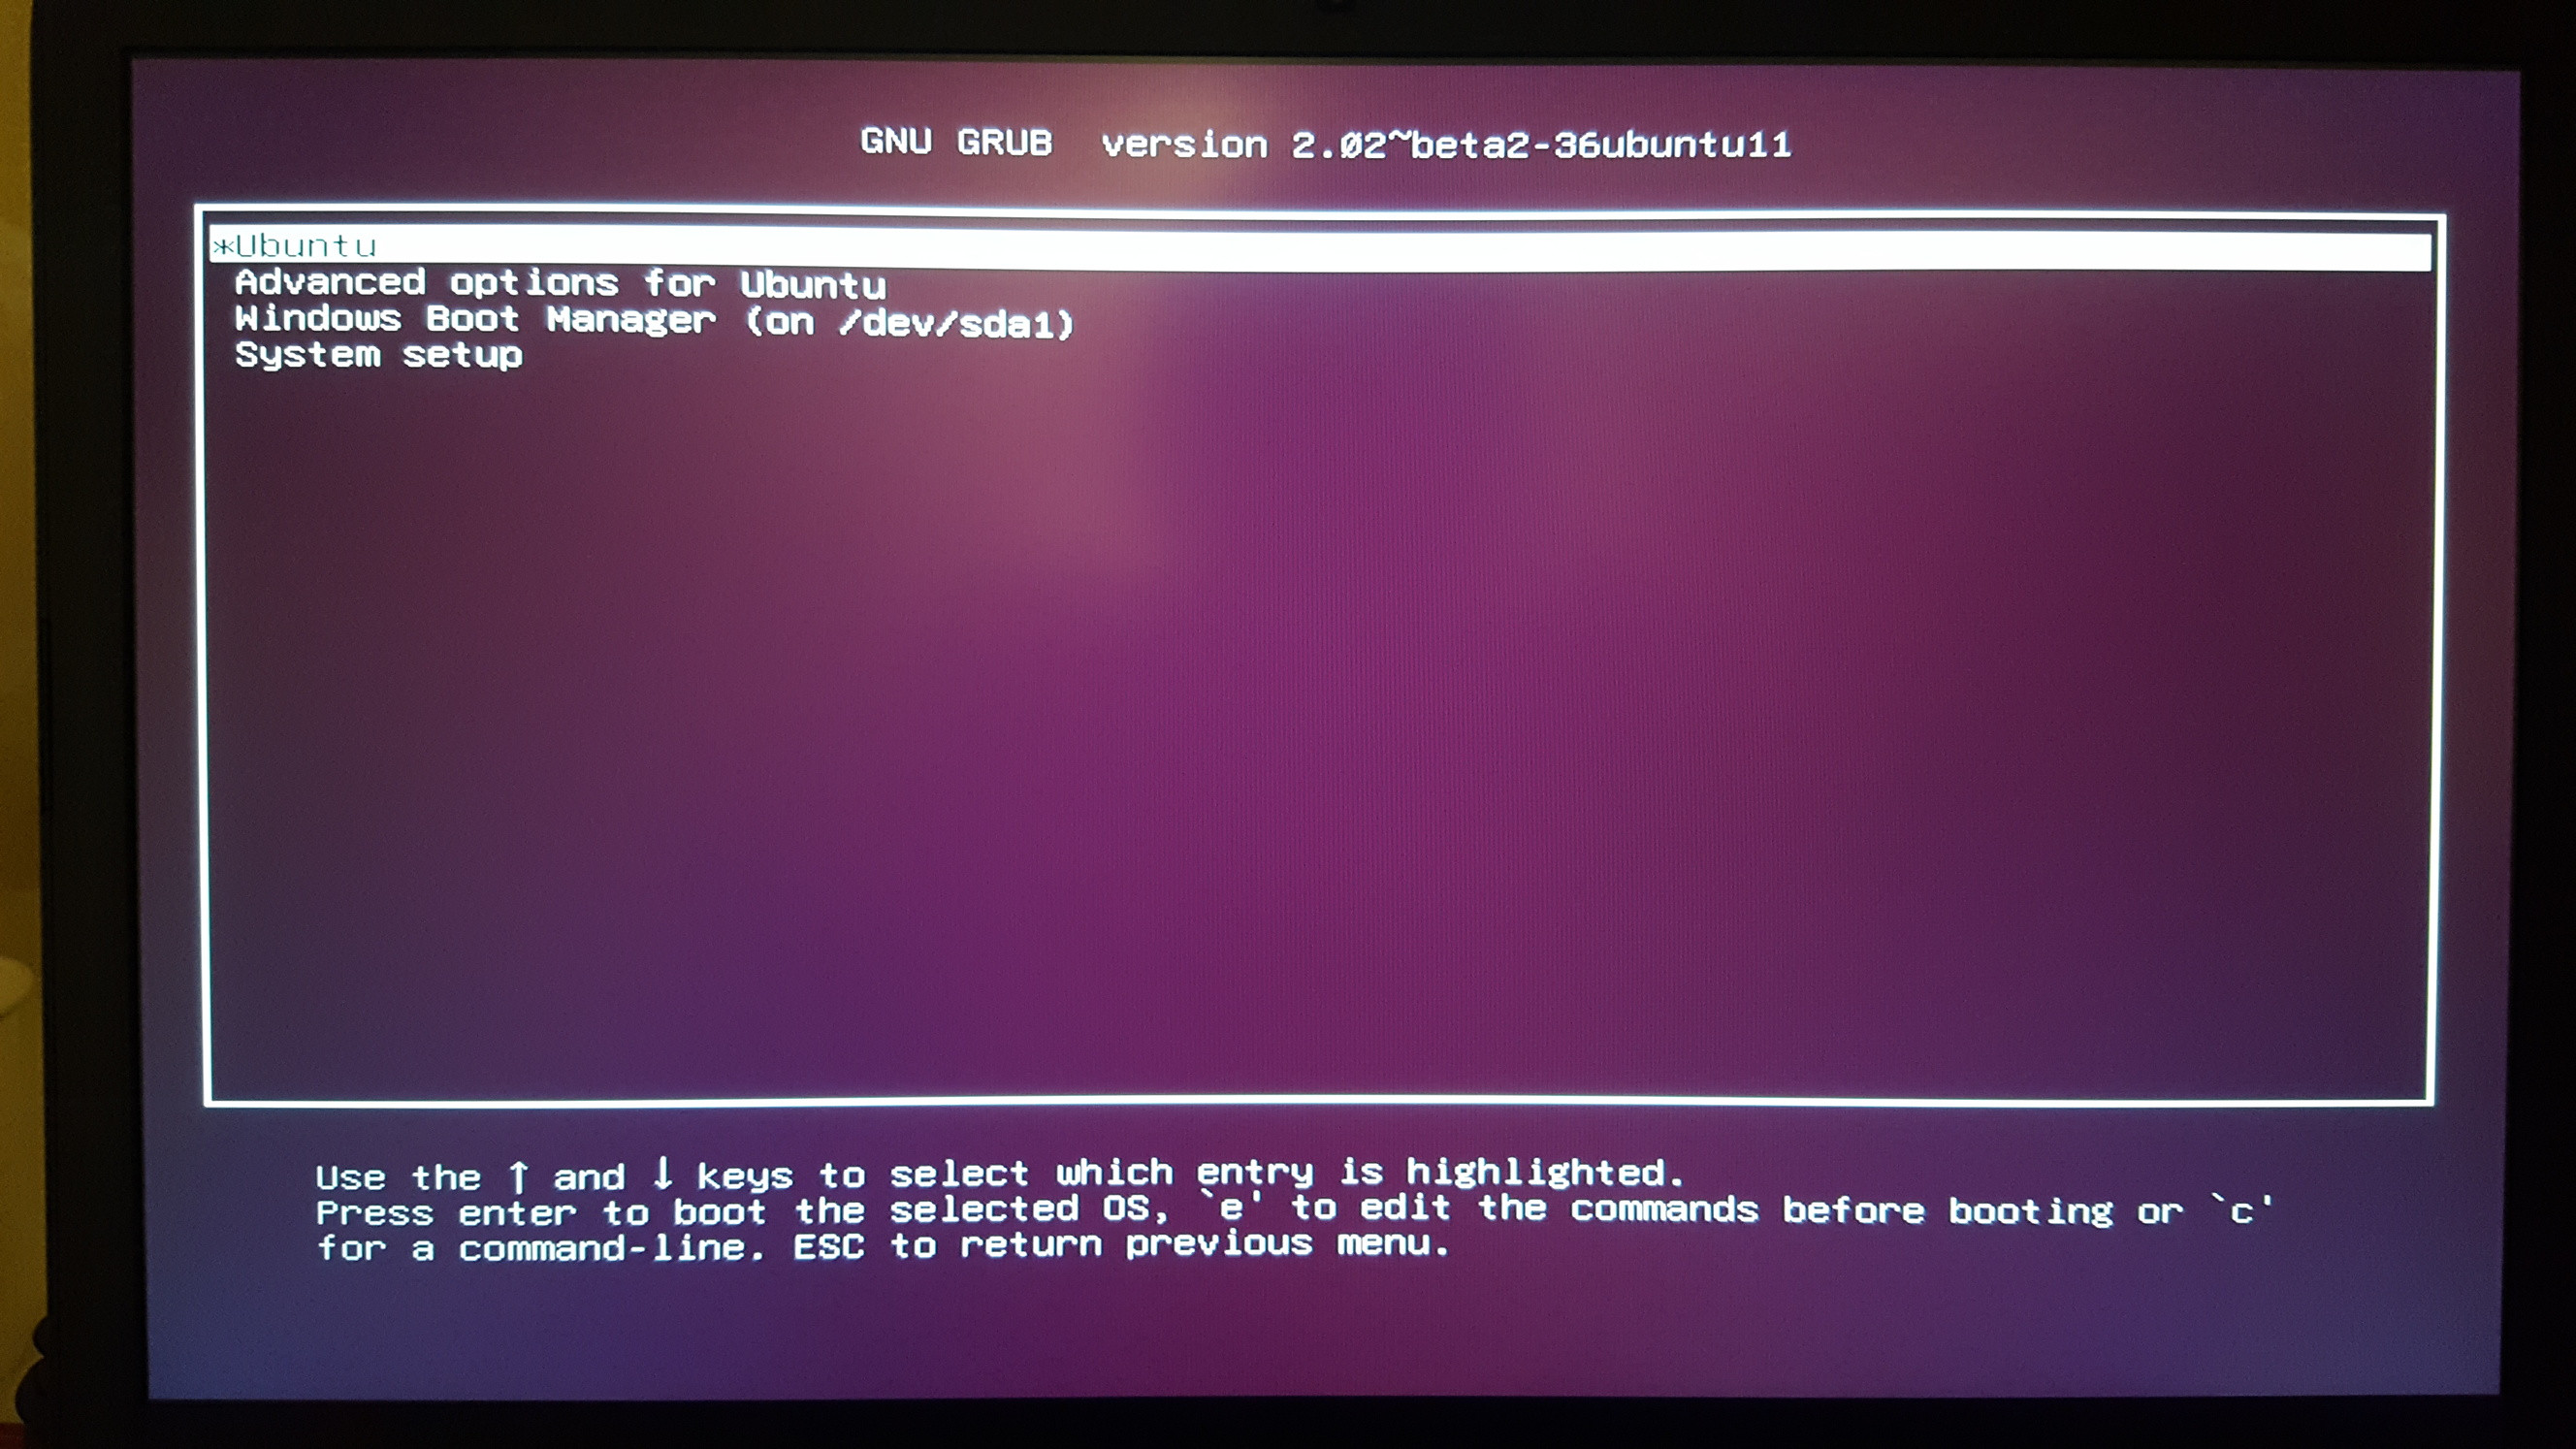 GNU GRUB  version 2.02~beta2-36ubuntu11
*Ubuntu
Advanced options for Ubuntu
Windows Boot Manager (on /dev/sda1)
System setup
Use the ↑ and ↓ keys to select which entry is highlighted.
Press enter to boot the selected OS, `e' to edit the commands before booting or `c'
for a command-line. ESC to return previous menu.